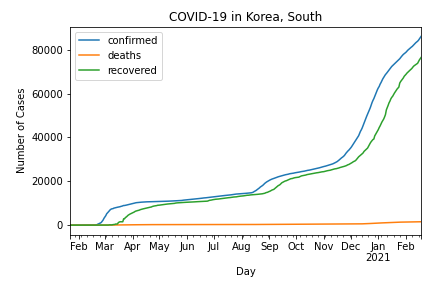 COVID-19 in Korea, South
confirmed
deaths
recovered
Number of Cases
80000
60000
40000
20000
0
Feb Mar Apr May Jun Jul Aug Sep Oct Nov Dec Jan Feb
2021
Day